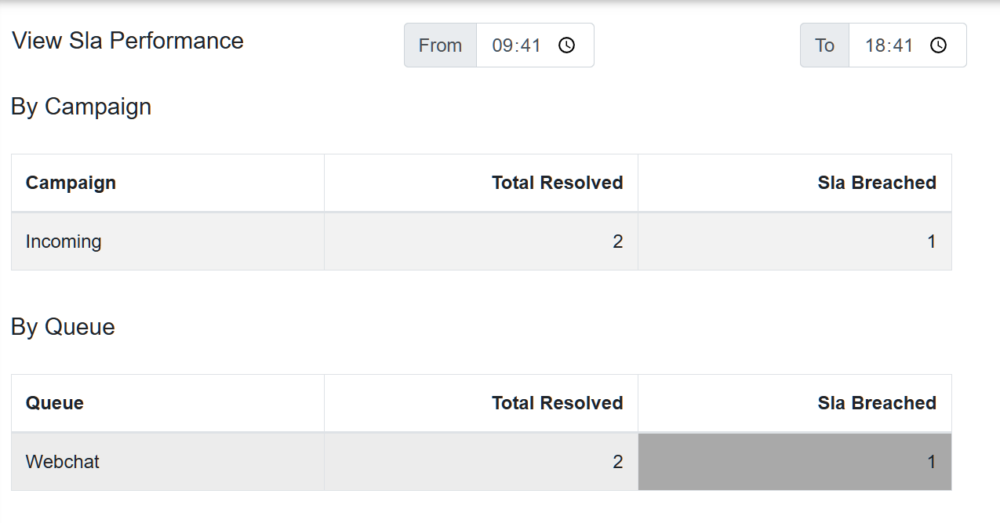 View Sla Performance From 09:41 To 18:41
By Campaign
Campaign Total Resolved Sla Breached
Incoming 2 1
By Queue
Queue Total Resolved Sla Breached
Webchat 2 1